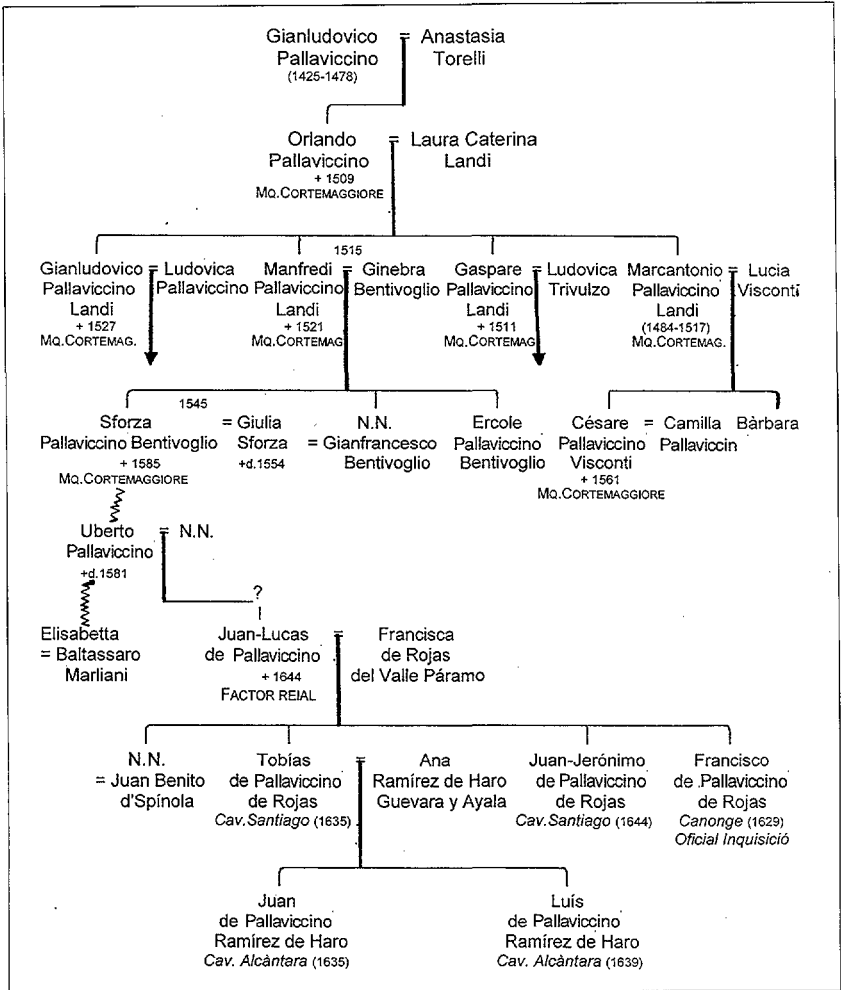 Gianludovico = Anastasia
Pallaviccino Torelli
(1425-1478)
Orlando = Laura Caterina
Pallaviccino Landi
+ 1509
MQ.CORTEMAGGIORE
1515
Gianludovico = Ludovica Manfredi = Ginebra Gaspare = Ludovica Marcantonio = Lucia
Pallaviccino Pallaviccino Pallaviccino Bentivoglio Pallaviccino Trivulzo Pallaviccino Visconti
Landi Landi Landi Landi
+ 1527 + 1521 + 1511 (1484-1517)
MQ.CORTEMAG. MQ.CORTEMAG MQ.CORTEMAG MQ.CORTEMAG.
1545
Sforza = Giulia N.N. Ercole Césare = Camilla Bàrbara
Pallaviccino Bentivoglio Sforza = Gianfrancesco Pallaviccino Pallaviccino Pallaviccin
+ 1585 +d.1554 Bentivoglio Bentivoglio Visconti
MQ.CORTEMAGGIORE + 1561
MQ.CORTEMAGGIORE
Uberto = N.N.
Pallaviccino
+d.1581
?
Elisabetta Juan-Lucas = Francisca
= Baltassaro de Pallaviccino de Rojas
Marliani + 1644 del Valle Páramo
FACTOR REIAL
N.N. Tobías = Ana Juan-Jerónimo Francisco
= Juan Benito de Pallaviccino Ramírez de Haro de Pallaviccino de Pallaviccino
d'Spínola de Rojas Guevara y Ayala de Rojas de Rojas
Cav.Santiago (1635) Cav.Santiago (1644) Canonge (1629)
Oficial Inquisició
Juan Luís
de Pallaviccino de Pallaviccino
Ramírez de Haro Ramírez de Haro
Cav. Alcàntara (1635) Cav. Alcàntara (1639)